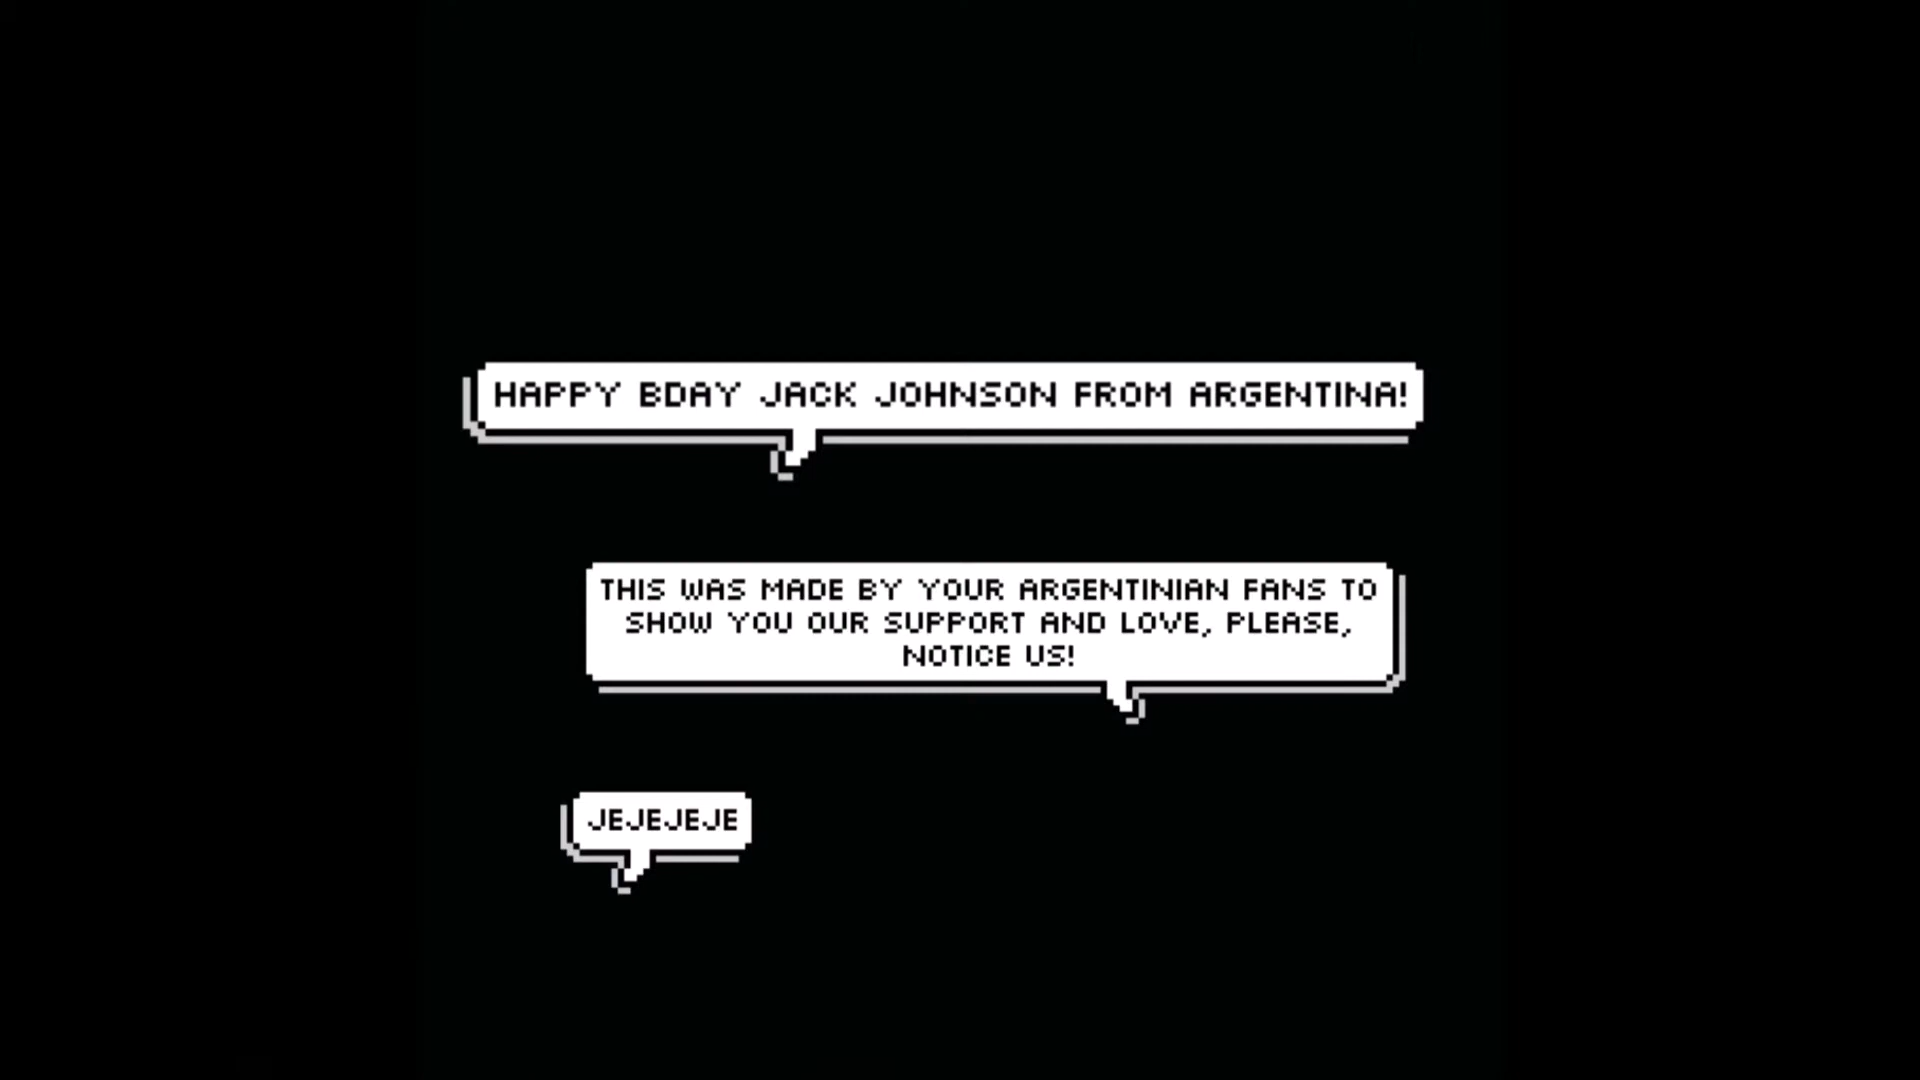 HAPPY BDAY JACK JOHNSON FROM ARGENTINA!
THIS WAS MADE BY YOUR ARGENTINIAN FANS TO
SHOW YOU OUR SUPPORT AND LOVE, PLEASE,
NOTICE US!
JEJEJEJE